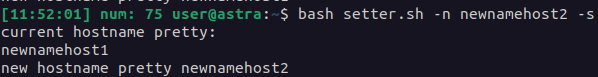 [11:52:01] num: 75 user@astra:~$ bash setter.sh -n newnamehost2 -s
current hostname pretty:
newnamehost1
new hostname pretty newnamehost2